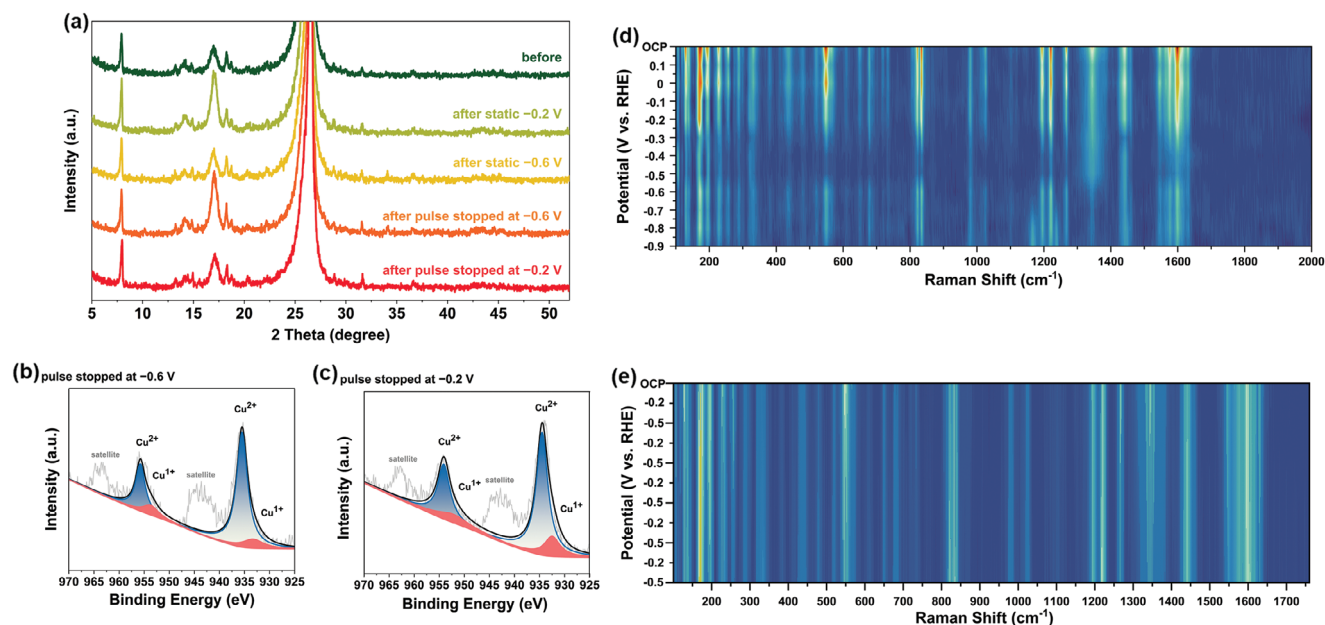 (a)
before
after static −0.2 V
after static −0.6 V
after pulse stopped at −0.6 V
after pulse stopped at −0.2 V
Intensity (a.u.)
5 10 15 20 25 30 35 40 45 50
2 Theta (degree)
(b) pulse stopped at −0.6 V
Cu2+
Cu2+
satellite
Cu1+
satellite
Cu1+
Intensity (a.u.)
970 965 960 955 950 945 940 935 930 925
Binding Energy (eV)
(c) pulse stopped at −0.2 V
Cu2+
Cu2+
satellite
Cu1+
satellite
Cu1+
Intensity (a.u.)
970 965 960 955 950 945 940 935 930 925
Binding Energy (eV)
(d)
Potential (V vs. RHE)
OCP
0.1
0
-0.1
-0.2
-0.3
-0.4
-0.5
-0.6
-0.7
-0.8
-0.9
200 400 600 800 1000 1200 1400 1600 1800 2000
Raman Shift (cm-1)
(e)
Potential (V vs. RHE)
OCP
-0.2
-0.5
-0.2
-0.5
-0.2
-0.5
-0.2
-0.5
-0.2
-0.5
200 300 400 500 600 700 800 900 1000 1100 1200 1300 1400 1500 1600 1700
Raman Shift (cm-1)